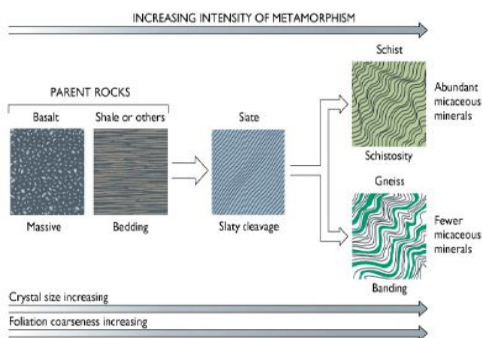 INCREASING INTENSITY OF METAMORPHISM
PARENT ROCKS
Basalt
Massive
Shale or others
Bedding
Slate
Slaty cleavage
Schist
Schistosity
Abundant
micaceous
minerals
Gneiss
Banding
Fewer
micaceous
minerals
Crystal size increasing
Foliation coarseness increasing